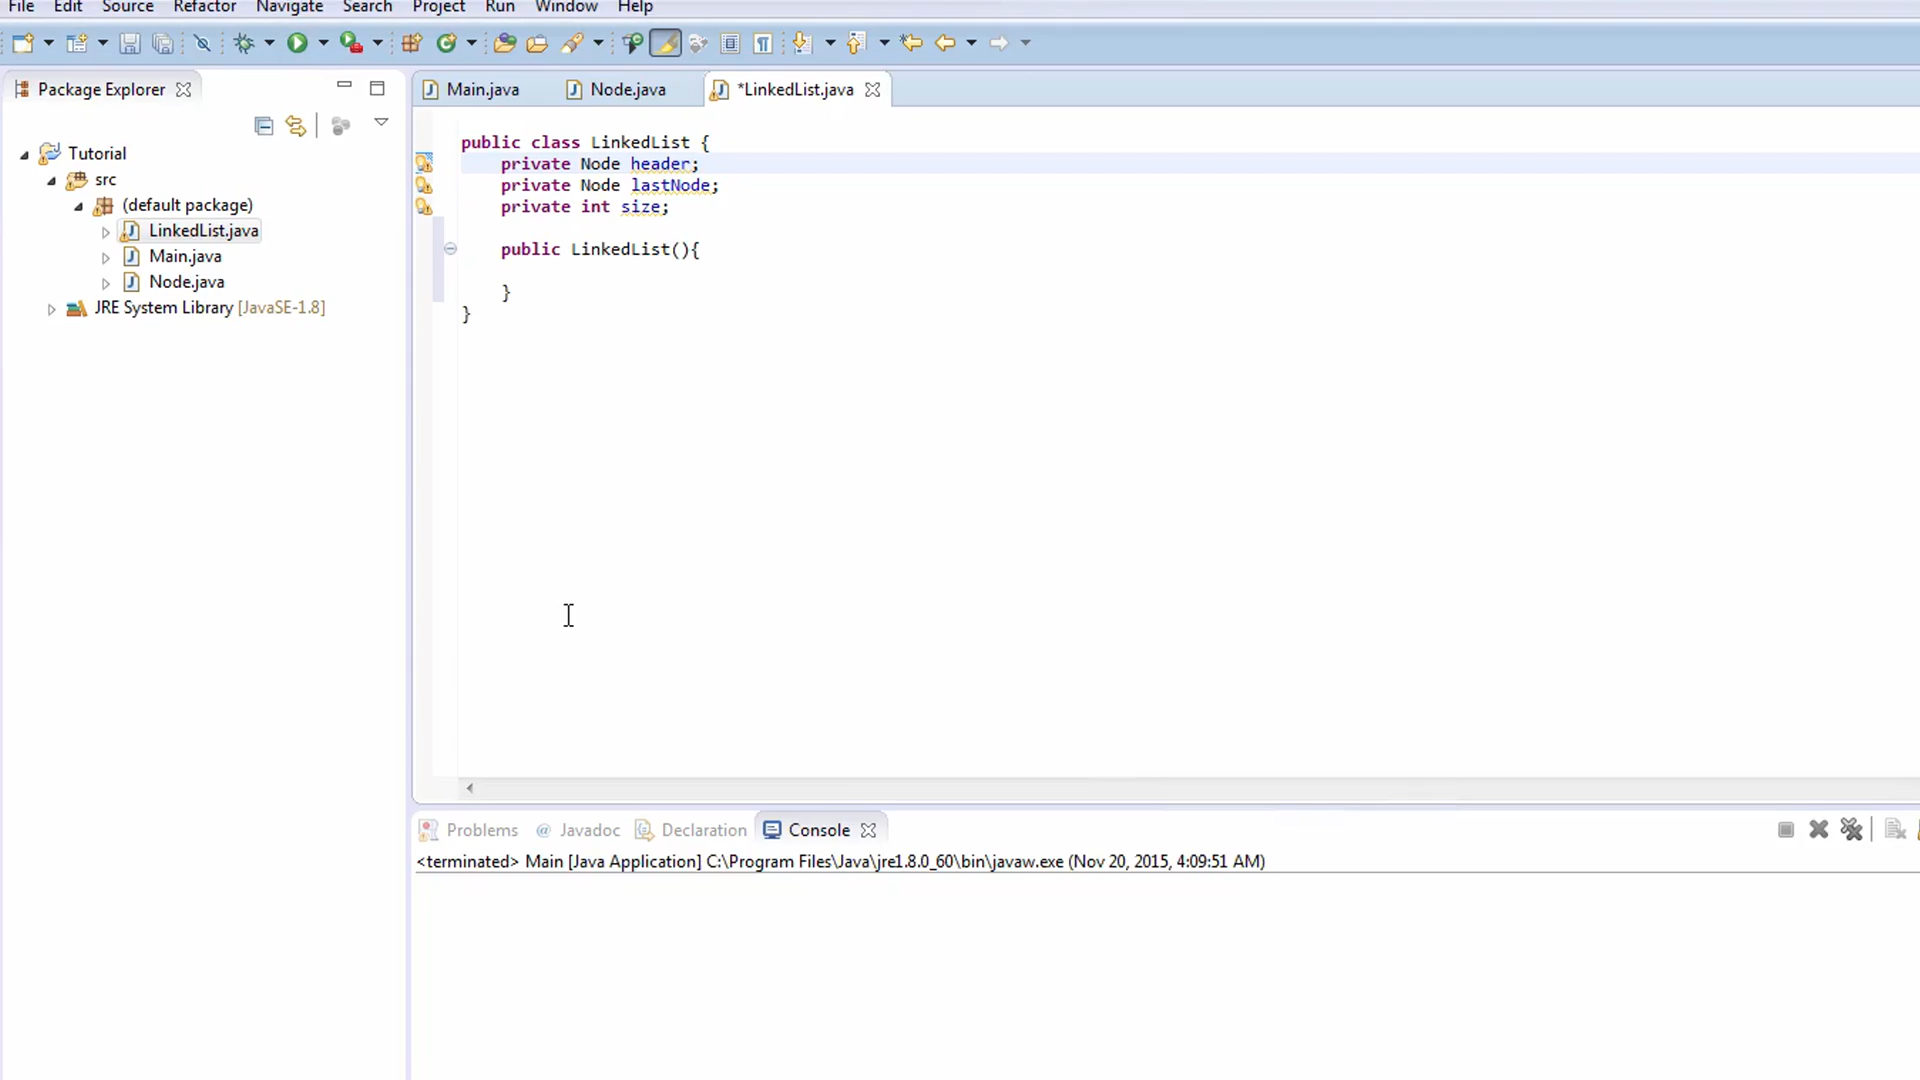 File Edit Source Refactor Navigate Search Project Run Window Help
Package Explorer
Main.java Node.java *LinkedList.java
Tutorial
src
(default package)
LinkedList.java
Main.java
Node.java
JRE System Library [JavaSE-1.8]
public class LinkedList {
private Node header;
private Node lastNode;
private int size;
public LinkedList(){
}
}
Problems @ Javadoc Declaration Console
<terminated> Main [Java Application] C:\Program Files\Java\jre1.8.0_60\bin\javaw.exe (Nov 20, 2015, 4:09:51 AM)